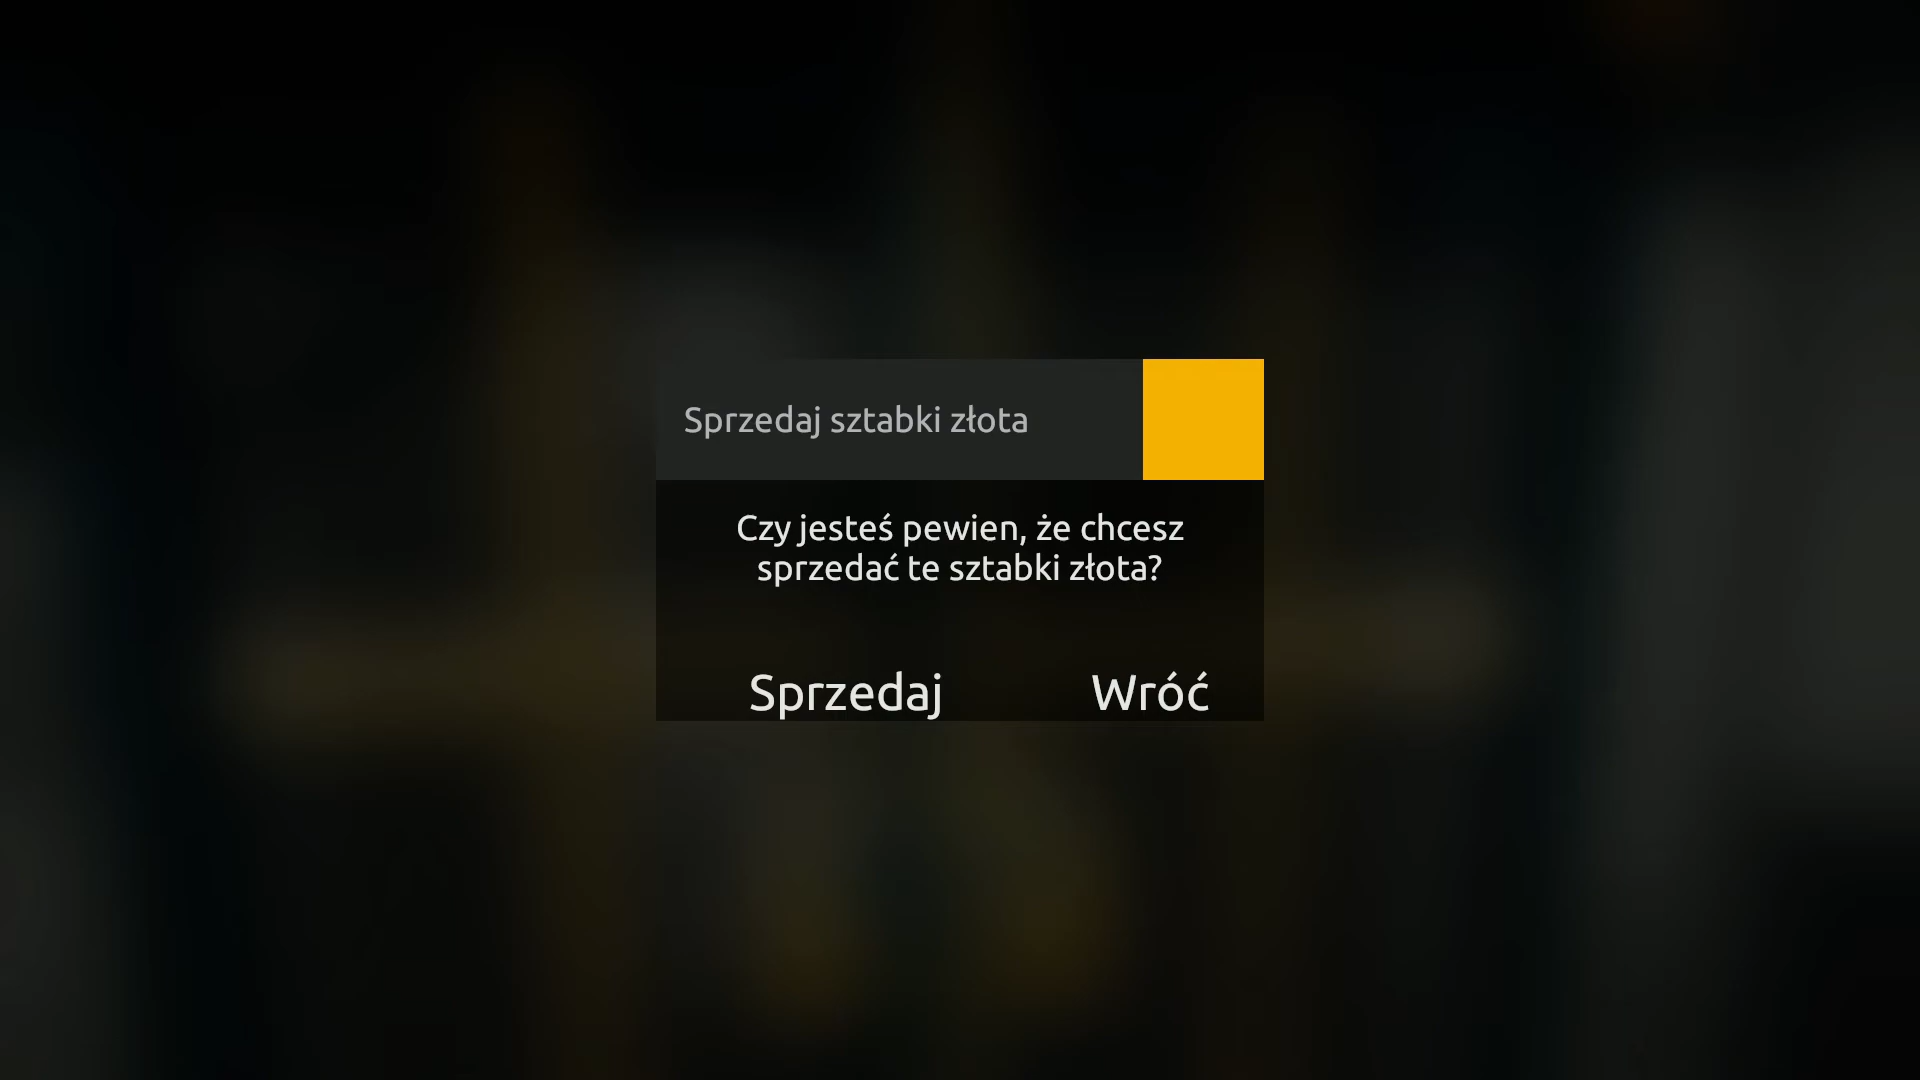 Sprzedaj sztabki złota
Czy jesteś pewien, że chcesz
sprzedać te sztabki złota?
Sprzedaj Wróć